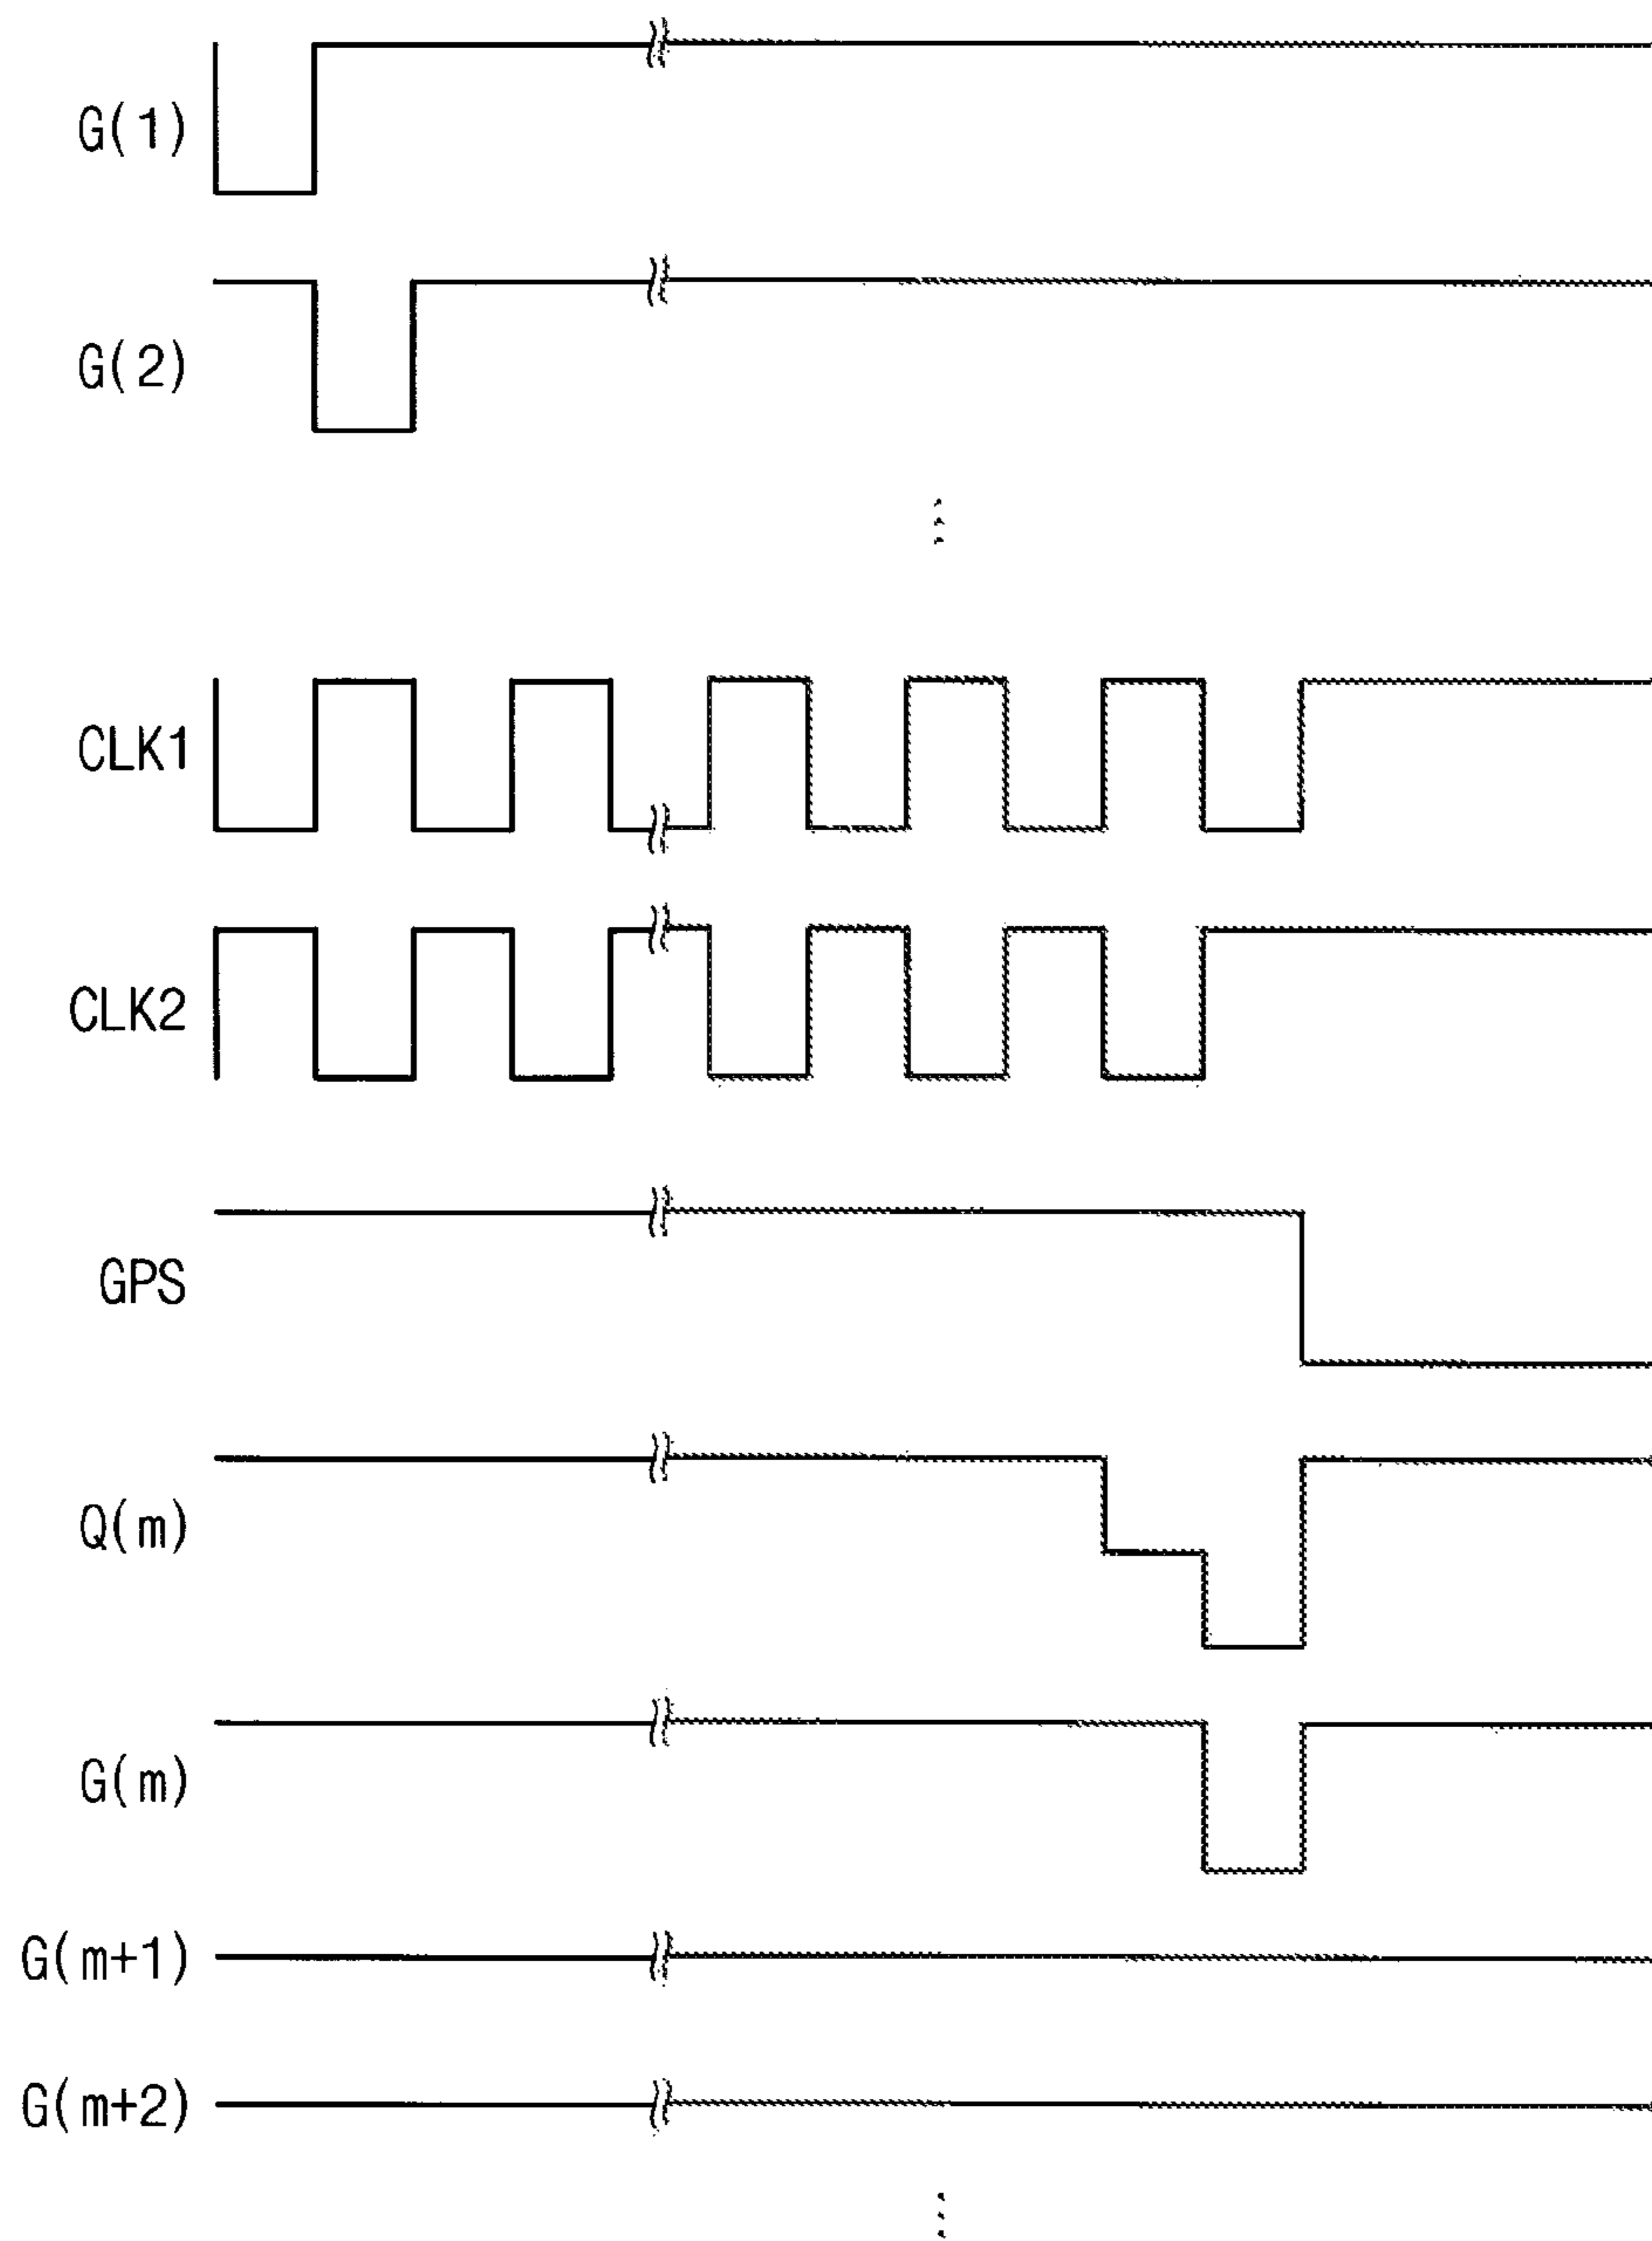 G(1)
G(2)
CLK1
CLK2
GPS
Q(m)
G(m)
G(m+1)
G(m+2)